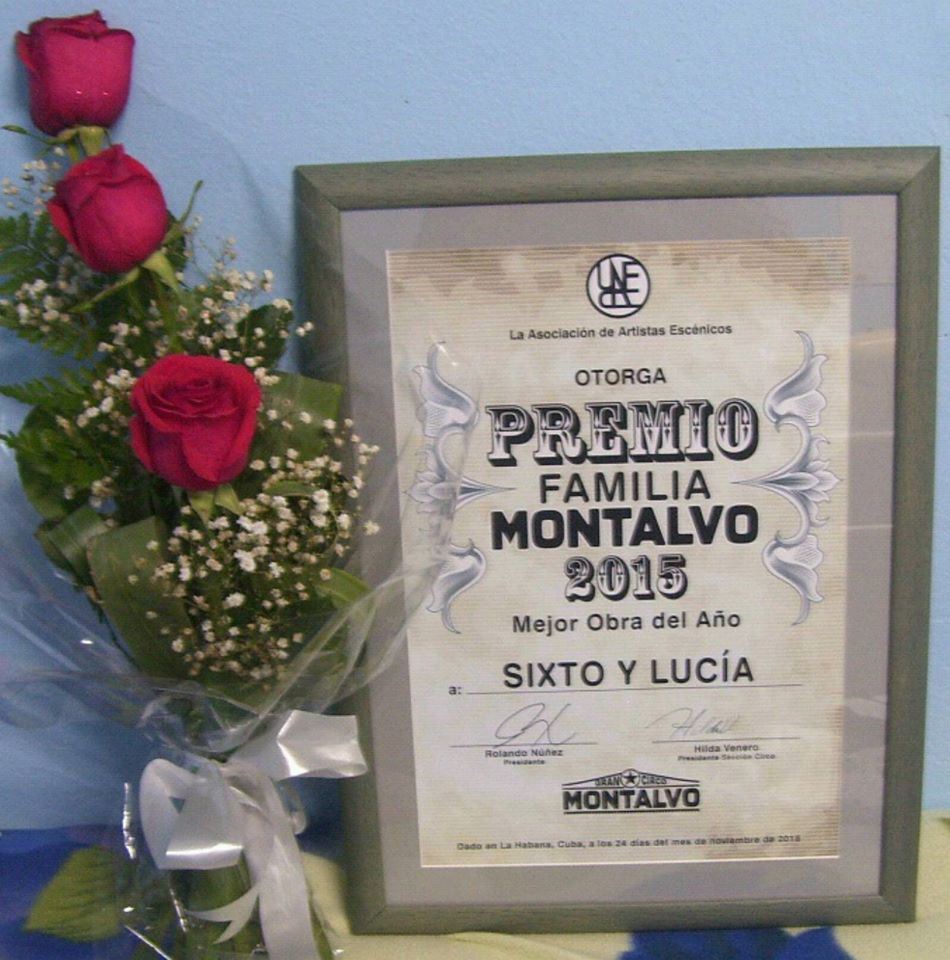 UNEAC
La Asociación de Artistas Escénicos
OTORGA
PREMIO
FAMILIA
MONTALVO
2015
Mejor Obra del Año
SIXTO Y LUCÍA
a:
Rolando Núñez
Presidente
Hilda Venero
Presidente Sección Circo
GRAN CIRCO
MONTALVO
Dado en La Habana, Cuba, a los 24 días del mes de noviembre de 2015